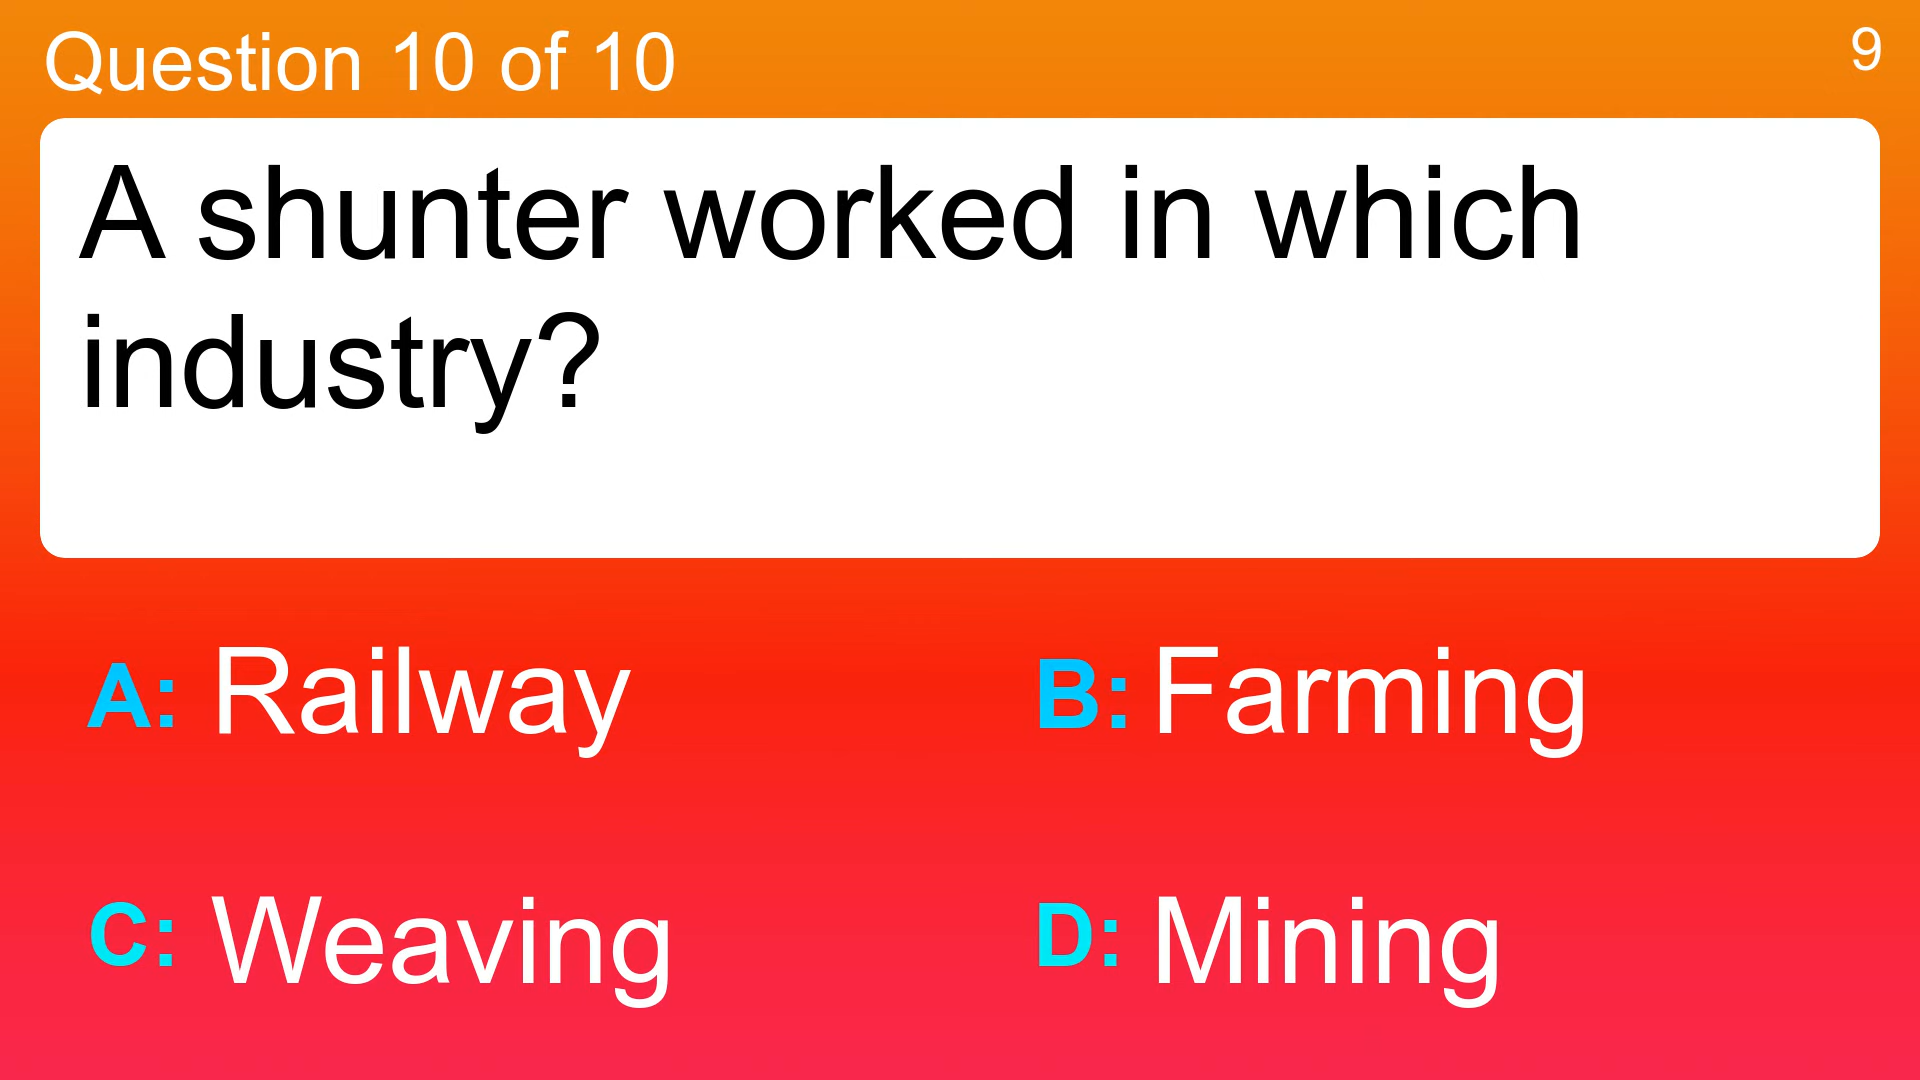 Question 10 of 10
9
A shunter worked in which
industry?
A: Railway
B: Farming
C: Weaving
D: Mining